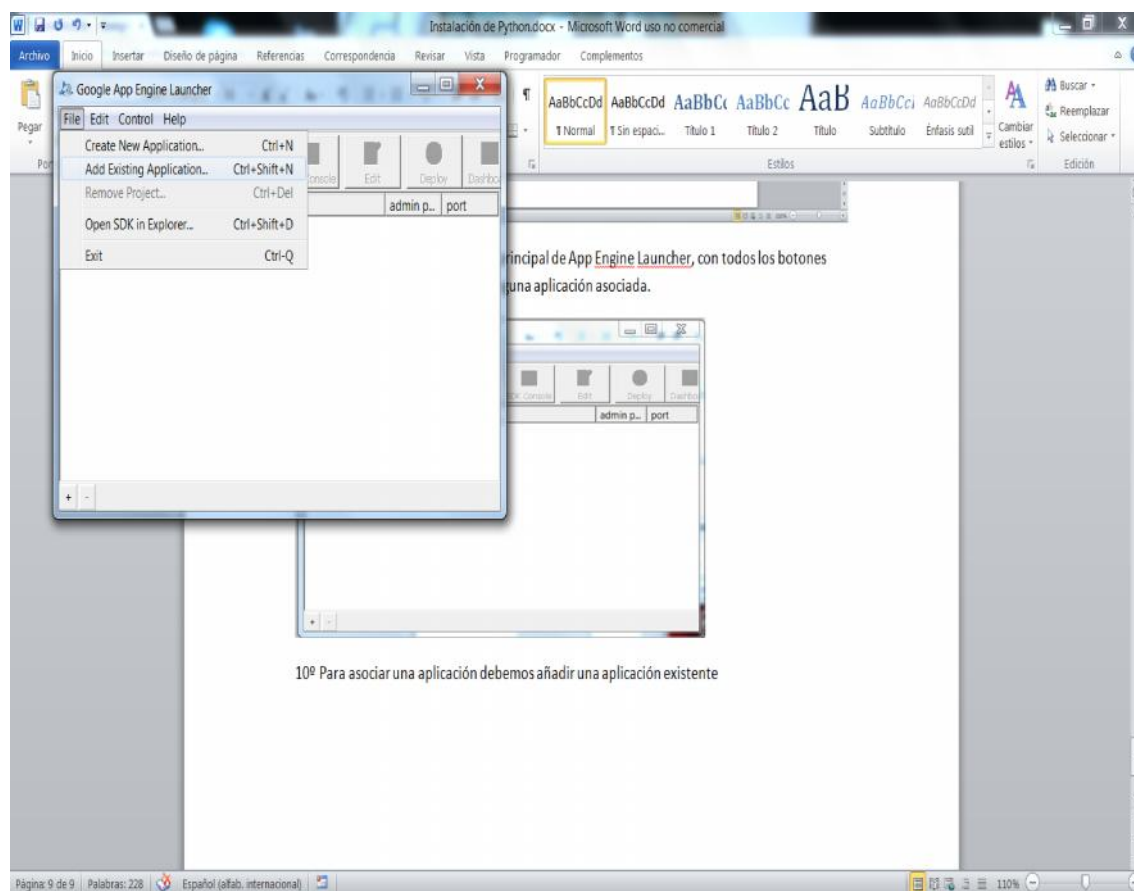 Instalación de Python.docx - Microsoft Word uso no comercial
Archivo Inicio Insertar Diseño de página Referencias Correspondencia Revisar Vista Programador Complementos
Pegar
AaBbCcDd AaBbCcDd AaBbCc AaBbCc AaB AaBbCcI AaBbCcDd
¶ Normal ¶ Sin espaci... Título 1 Título 2 Título Subtítulo Énfasis sutil
Cambiar estilos
Buscar
Reemplazar
Seleccionar
Estilos
Edición
Google App Engine Launcher
File Edit Control Help
Create New Application... Ctrl+N
Add Existing Application... Ctrl+Shift+N
Remove Project... Ctrl+Del
Open SDK in Explorer... Ctrl+Shift+D
Exit Ctrl-Q
Edit Deploy
admin p... port
+ -
rincipal de App Engine Launcher, con todos los botones
una aplicación asociada.
Edit Deploy
admin p... port
+ -
10º Para asociar una aplicación debemos añadir una aplicación existente
Página: 9 de 9 Palabras: 228 Español (alfab. internacional) 110%